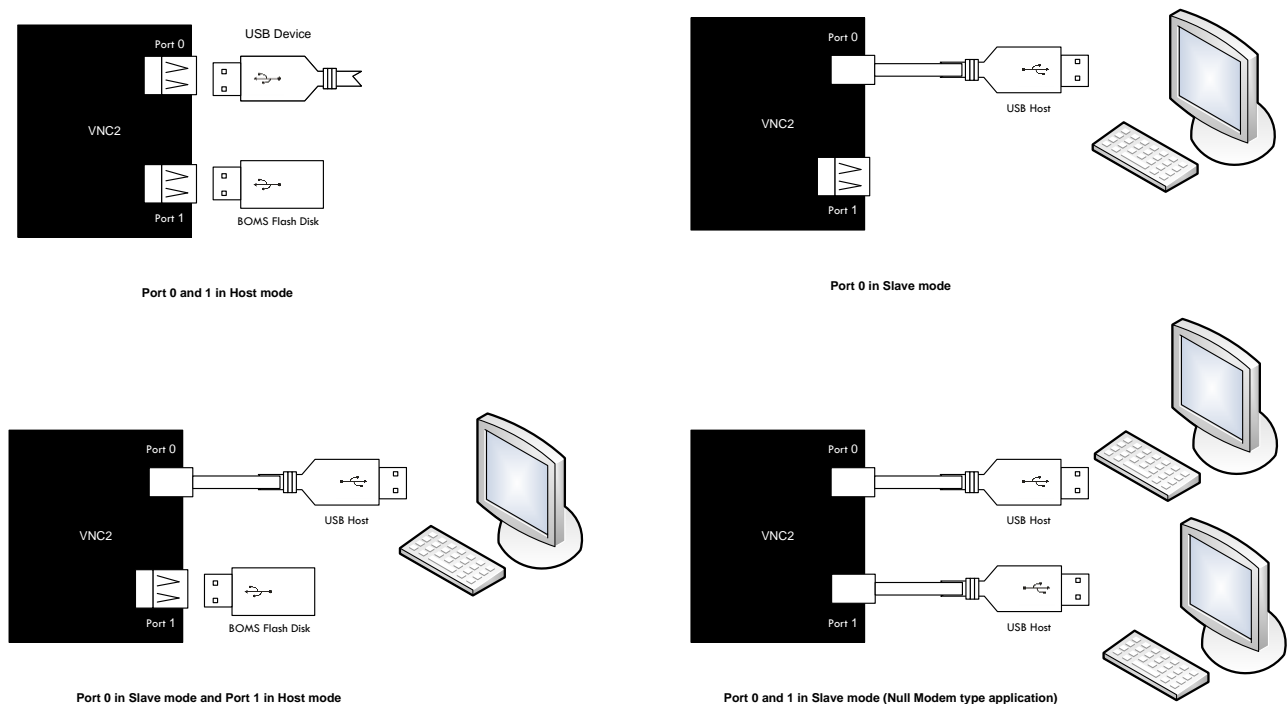 Port 0
USB Device
VNC2
Port 1
BOMS Flash Disk
Port 0 and 1 in Host mode
Port 0
USB Host
VNC2
Port 1
Port 0 in Slave mode
Port 0
USB Host
VNC2
Port 1
BOMS Flash Disk
Port 0 in Slave mode and Port 1 in Host mode
Port 0
USB Host
VNC2
Port 1
USB Host
Port 0 and 1 in Slave mode (Null Modem type application)